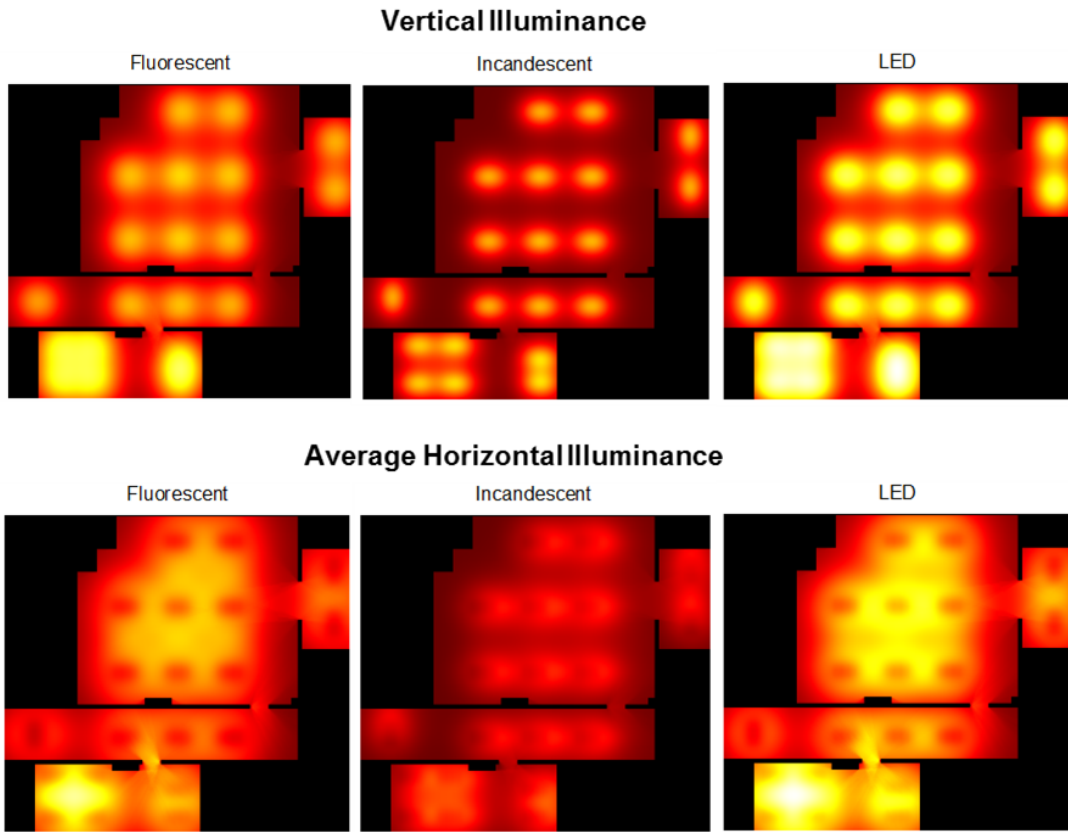 Vertical Illuminance
Fluorescent
Incandescent
LED
Average Horizontal Illuminance
Fluorescent
Incandescent
LED